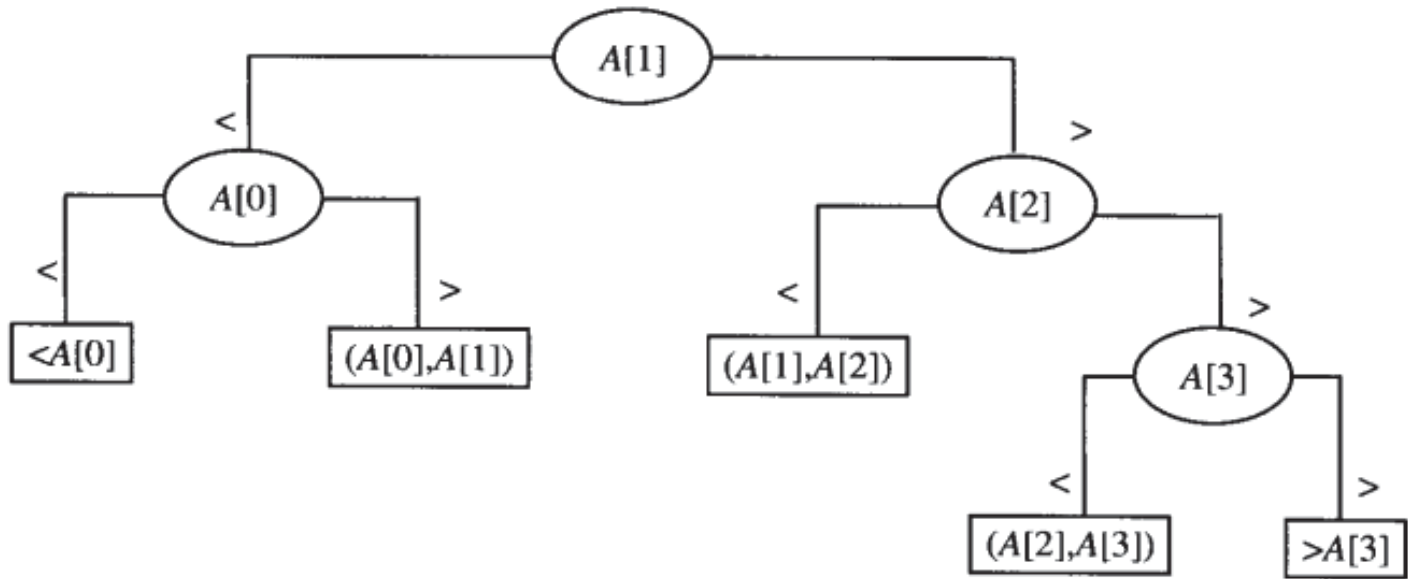 A[1]
<
>
A[0]
A[2]
<
>
<
>
<A[0]
(A[0],A[1])
(A[1],A[2])
A[3]
<
>
(A[2],A[3])
>A[3]